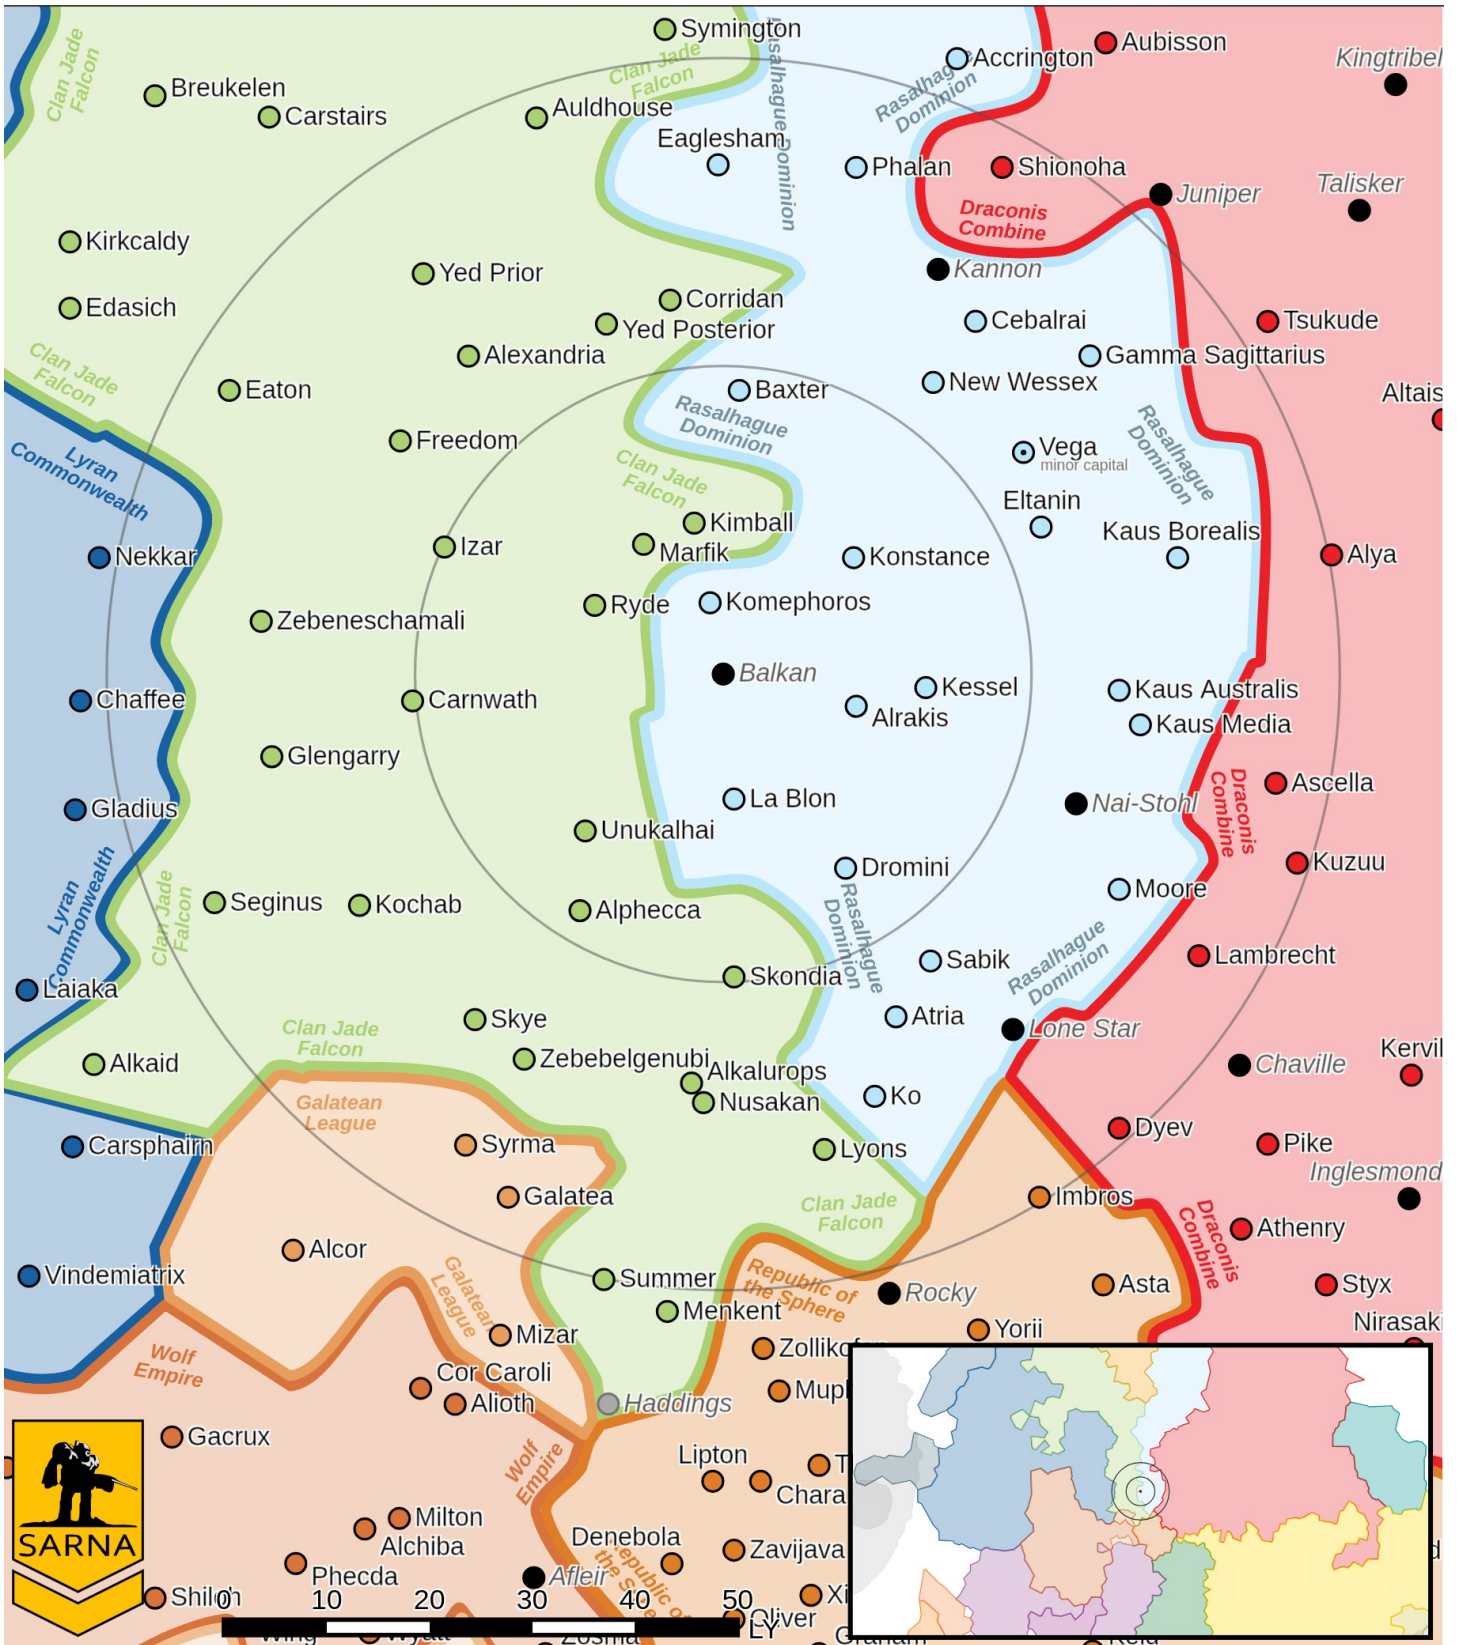 Symington
Accrington
Aubisson
Kingtribel
Clan Jade
Falcon
Clan Jade
Falcon
Rasalhague Dominion
Rasalhague
Dominion
Breukelen
Carstairs
Auldhouse
Eaglesham
Phalan
Shionoha
Juniper
Talisker
Draconis
Combine
Kirkcaldy
Yed Prior
Kannon
Edasich
Corridan
Yed Posterior
Cebalrai
Tsukude
Alexandria
Gamma Sagittarius
Clan Jade
Falcon
Eaton
Baxter
New Wessex
Altais
Rasalhague
Dominion
Rasalhague
Dominion
Freedom
Vega
minor capital
Lyran
Commonwealth
Clan Jade
Falcon
Eltanin
Kimball
Kaus Borealis
Nekkar
Izar
Marfik
Konstance
Alya
Ryde
Komephoros
Zebeneschamali
Balkan
Kessel
Kaus Australis
Chaffee
Carnwath
Alrakis
Kaus Media
Glengarry
Ascella
Draconis
Combine
Gladius
La Blon
Nai-Stohl
Unukalhai
Kuzuu
Dromini
Moore
Lyran
Commonwealth
Clan Jade
Falcon
Seginus
Kochab
Alphecca
Rasalhague
Dominion
Sabik
Lambrecht
Rasalhague
Dominion
Skondia
Laiaka
Skye
Atria
Lone Star
Clan Jade
Falcon
Zebebelgenubi
Alkaid
Alkalurops
Chaville
Kervil
Nusakan
Ko
Galatean
League
Dyev
Carsphairn
Syrma
Lyons
Pike
Inglesmond
Galatea
Imbros
Clan Jade
Falcon
Athenry
Draconis
Combine
Alcor
Vindemiatrix
Galatean
League
Summer
Republic of
the Sphere
Rocky
Asta
Styx
Menkent
Nirasaki
Mizar
Yorii
Wolf
Empire
Cor Caroli
Alioth
Haddings
Gacrux
Wolf
Empire
Lipton
Chara
Milton
Alchiba
Denebola
Zavijava
Phecda
Afleir
Republic of
SARNA
Shiloh
0 10 20 30 40 50
LY
Oliver